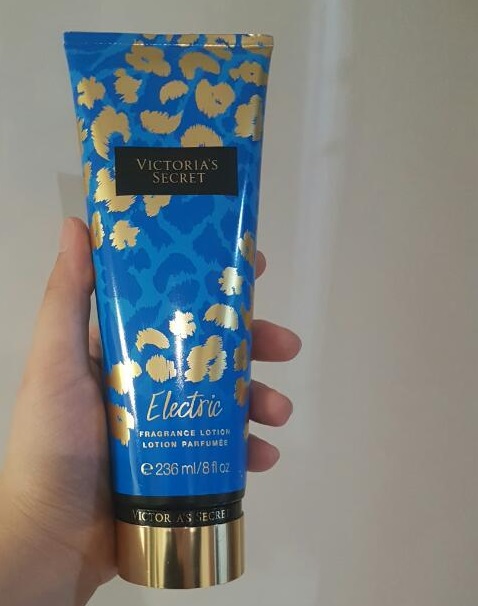 VICTORIA'S
SECRET
Electric
FRAGRANCE LOTION
LOTION PARFUMÉE
e 236 ml/8 fl oz
VICTORIA'S SECRET